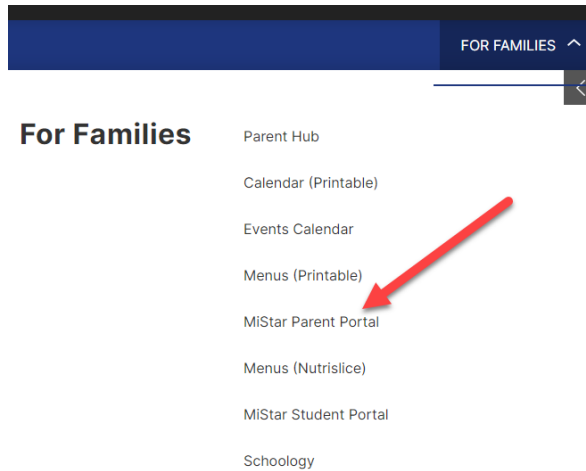 FOR FAMILIES
For Families
Parent Hub
Calendar (Printable)
Events Calendar
Menus (Printable)
MiStar Parent Portal
Menus (Nutrislice)
MiStar Student Portal
Schoology